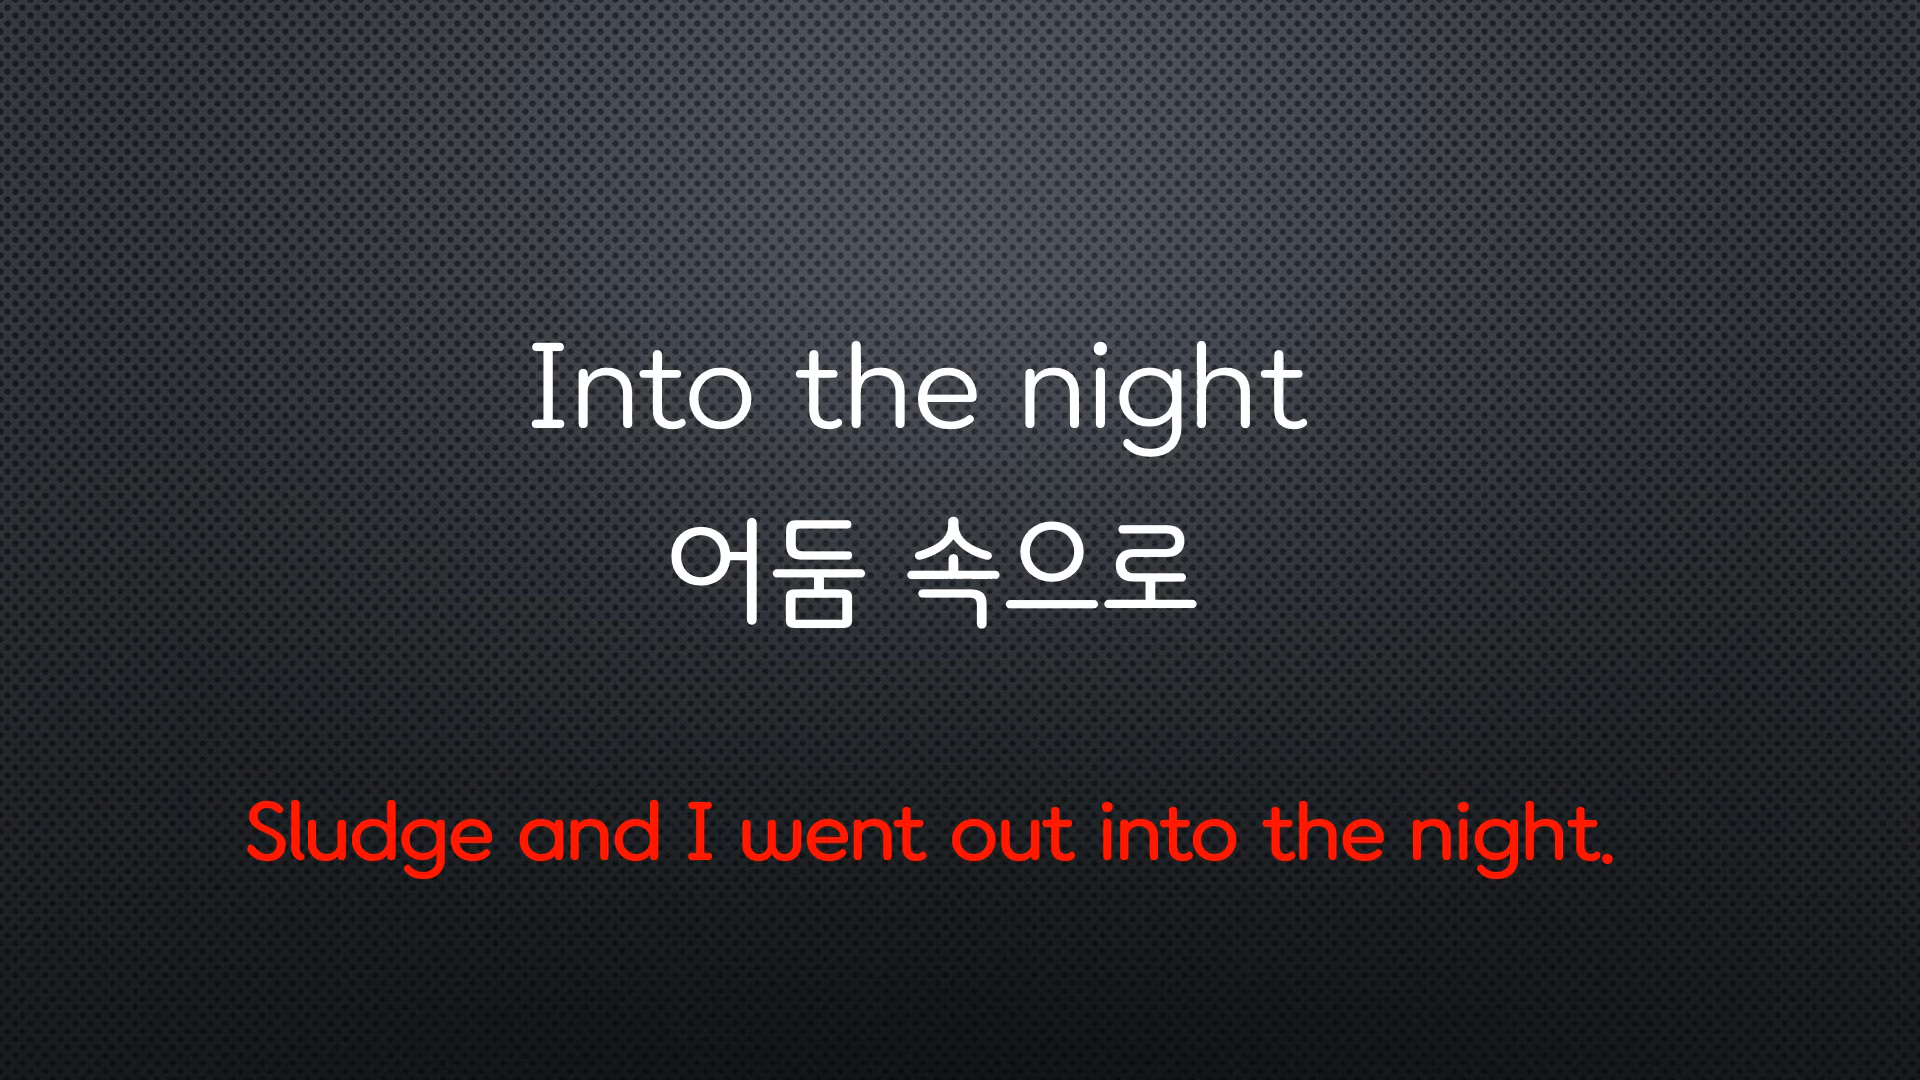 Into the night
어둠 속으로
Sludge and I went out into the night.